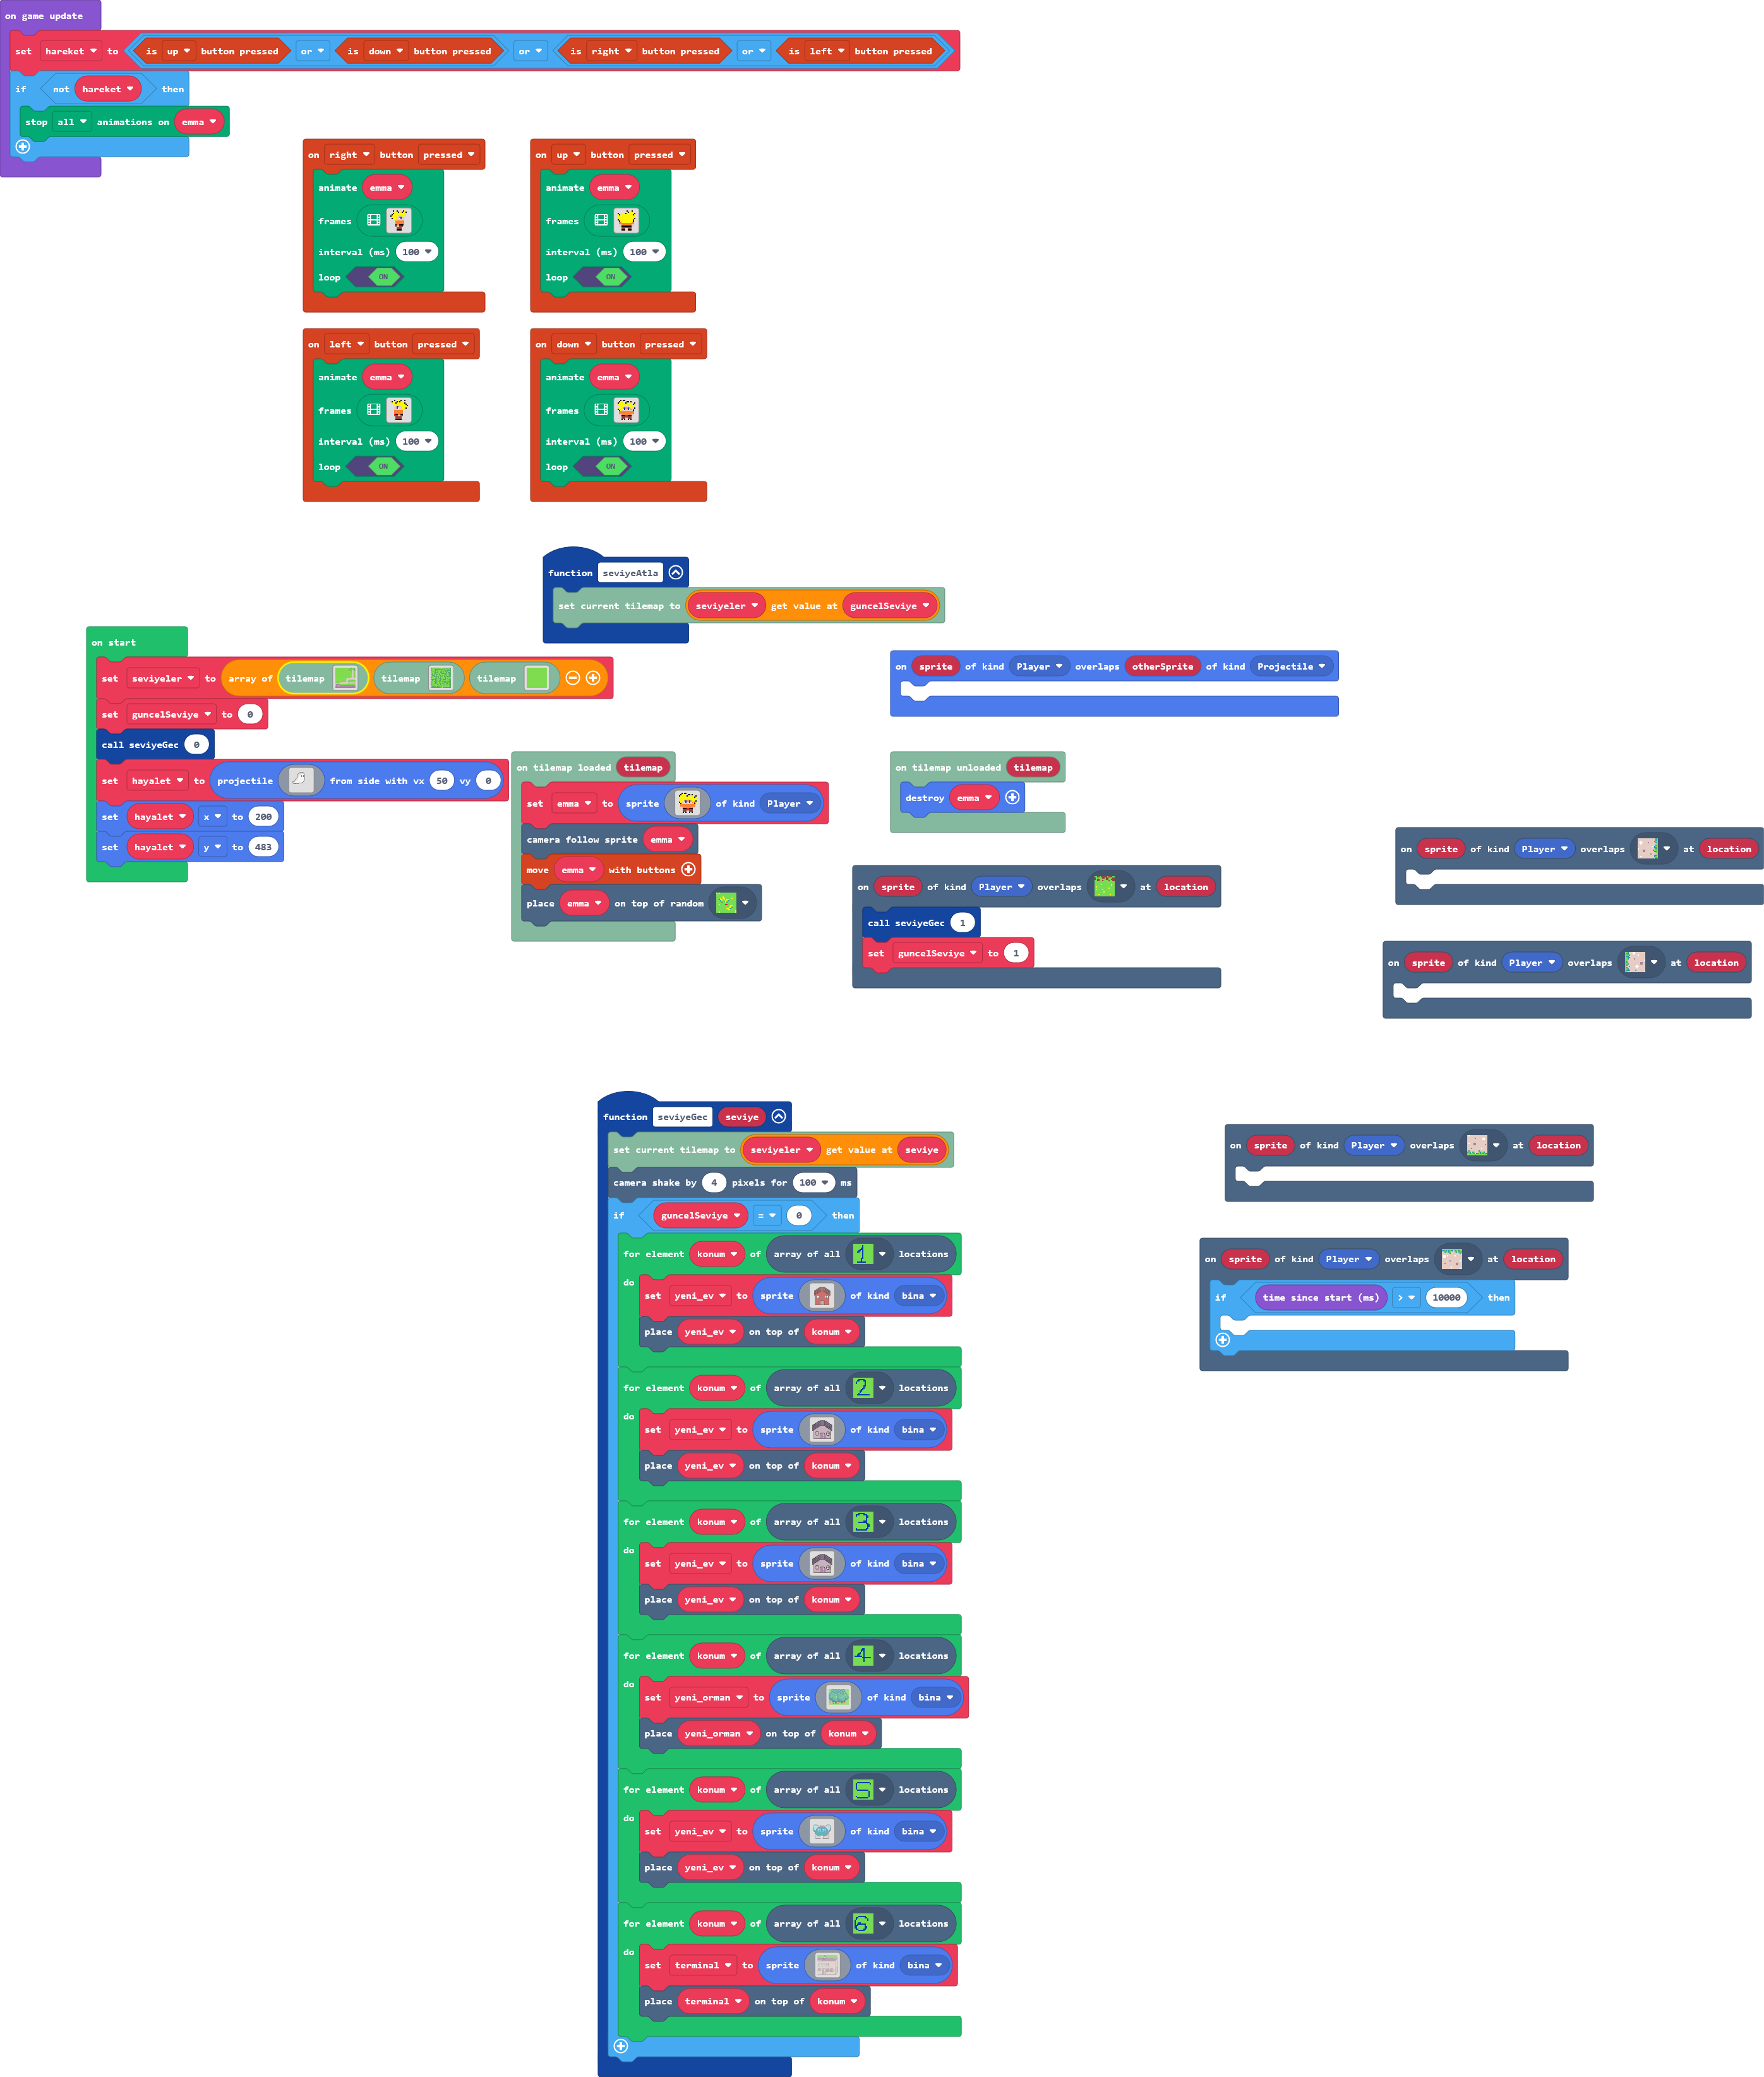 on game update
set hareket to is up button pressed or is down button pressed or is right button pressed or is left button pressed
if not hareket then
stop all animations on emma
on right button pressed
animate emma
frames
interval (ms) 100
loop ON
on up button pressed
animate emma
frames
interval (ms) 100
loop ON
on left button pressed
animate emma
frames
interval (ms) 100
loop ON
on down button pressed
animate emma
frames
interval (ms) 100
loop ON
function seviyeAtla
set current tilemap to seviyeler get value at guncelSeviye
on start
set seviyeler to array of tilemap tilemap tilemap
set guncelSeviye to 0
call seviyeGec 0
set hayalet to projectile from side with vx 50 vy 0
set hayalet x to 200
set hayalet y to 483
on sprite of kind Player overlaps otherSprite of kind Projectile
on tilemap loaded tilemap
set emma to sprite of kind Player
camera follow sprite emma
move emma with buttons
place emma on top of random
on tilemap unloaded tilemap
destroy emma
on sprite of kind Player overlaps at location
call seviyeGec 1
set guncelSeviye to 1
on sprite of kind Player overlaps at location
on sprite of kind Player overlaps at location
function seviyeGec seviye
set current tilemap to seviyeler get value at seviye
camera shake by 4 pixels for 100 ms
if guncelSeviye = 0 then
for element konum of array of all 1 locations
do
set yeni_ev to sprite of kind bina
place yeni_ev on top of konum
for element konum of array of all 2 locations
do
set yeni_ev to sprite of kind bina
place yeni_ev on top of konum
for element konum of array of all 3 locations
do
set yeni_ev to sprite of kind bina
place yeni_ev on top of konum
for element konum of array of all 4 locations
do
set yeni_orman to sprite of kind bina
place yeni_orman on top of konum
for element konum of array of all 5 locations
do
set yeni_ev to sprite of kind bina
place yeni_ev on top of konum
for element konum of array of all 6 locations
do
set terminal to sprite of kind bina
place terminal on top of konum
on sprite of kind Player overlaps at location
on sprite of kind Player overlaps at location
if time since start (ms) > 10000 then